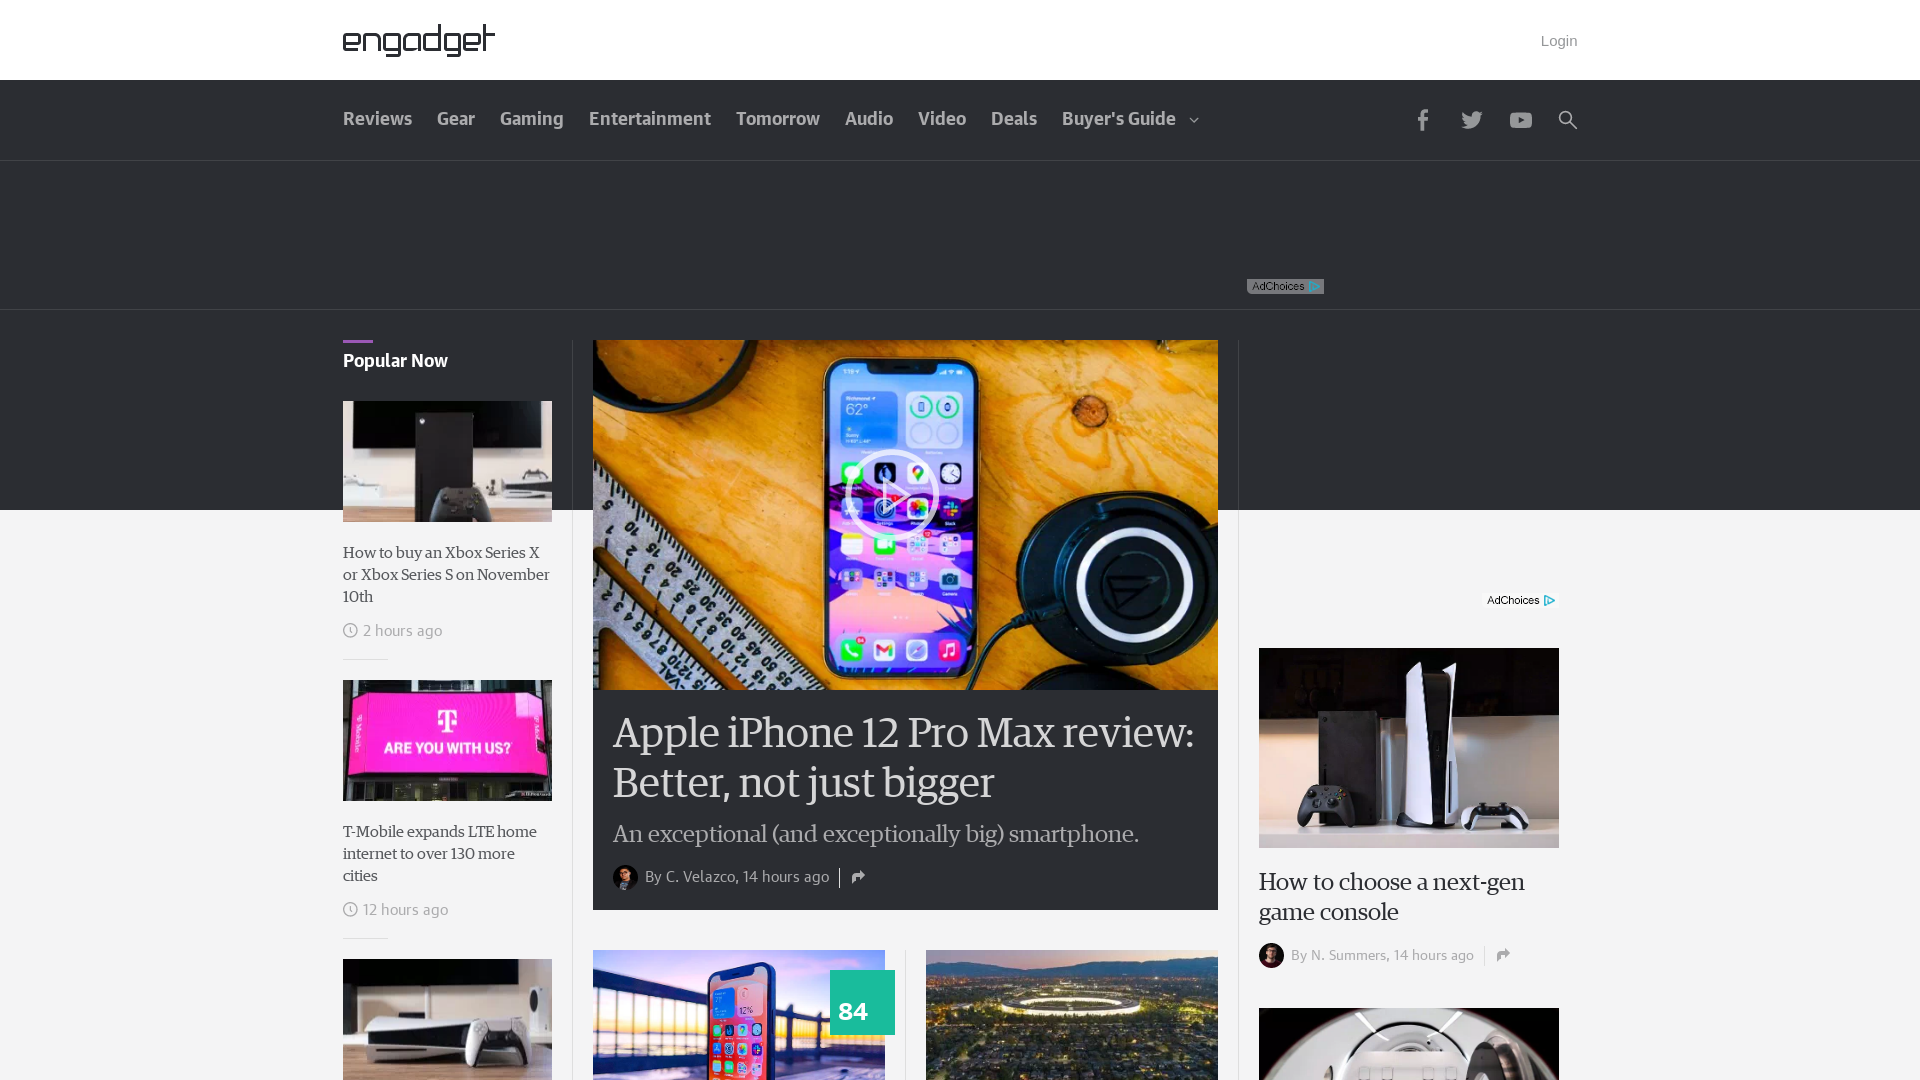 engadget
Login
Reviews Gear Gaming Entertainment Tomorrow Audio Video Deals Buyer's Guide
AdChoices
Popular Now
How to buy an Xbox Series X
or Xbox Series S on November
10th
2 hours ago
T
ARE YOU WITH US?
T-Mobile expands LTE home
internet to over 130 more
cities
12 hours ago
62°
Apple iPhone 12 Pro Max review:
Better, not just bigger
An exceptional (and exceptionally big) smartphone.
By C. Velazco, 14 hours ago
84
AdChoices
How to choose a next-gen
game console
By N. Summers, 14 hours ago